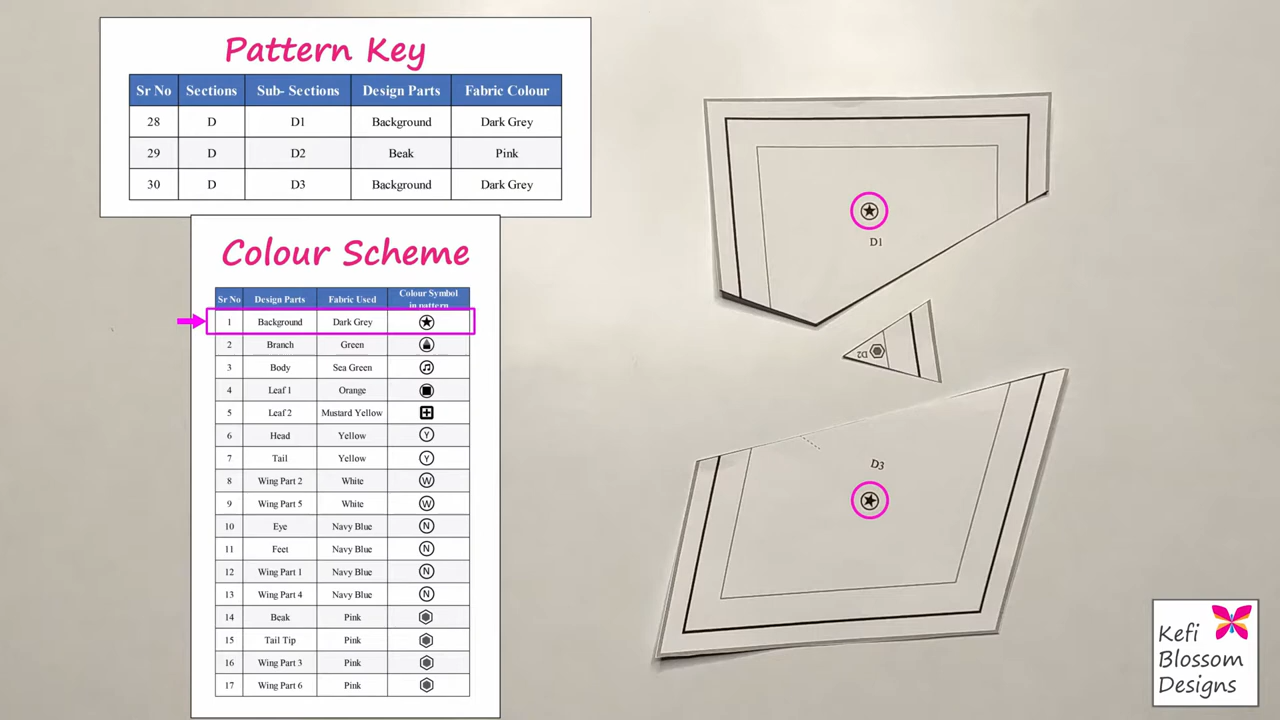 Pattern Key
Sr No Sections Sub- Sections Design Parts Fabric Colour
28 D D1 Background Dark Grey
29 D D2 Beak Pink
30 D D3 Background Dark Grey
Colour Scheme
Sr No Design Parts Fabric Used Colour Symbol in pattern
1 Background Dark Grey
2 Branch Green
3 Body Sea Green
4 Leaf 1 Orange
5 Leaf 2 Mustard Yellow
6 Head Yellow Y
7 Tail Yellow Y
8 Wing Part 2 White W
9 Wing Part 5 White W
10 Eye Navy Blue N
11 Feet Navy Blue N
12 Wing Part 1 Navy Blue N
13 Wing Part 4 Navy Blue N
14 Beak Pink
15 Tail Tip Pink
16 Wing Part 3 Pink
17 Wing Part 6 Pink
D1
D2
D3
Kefi
Blossom
Designs